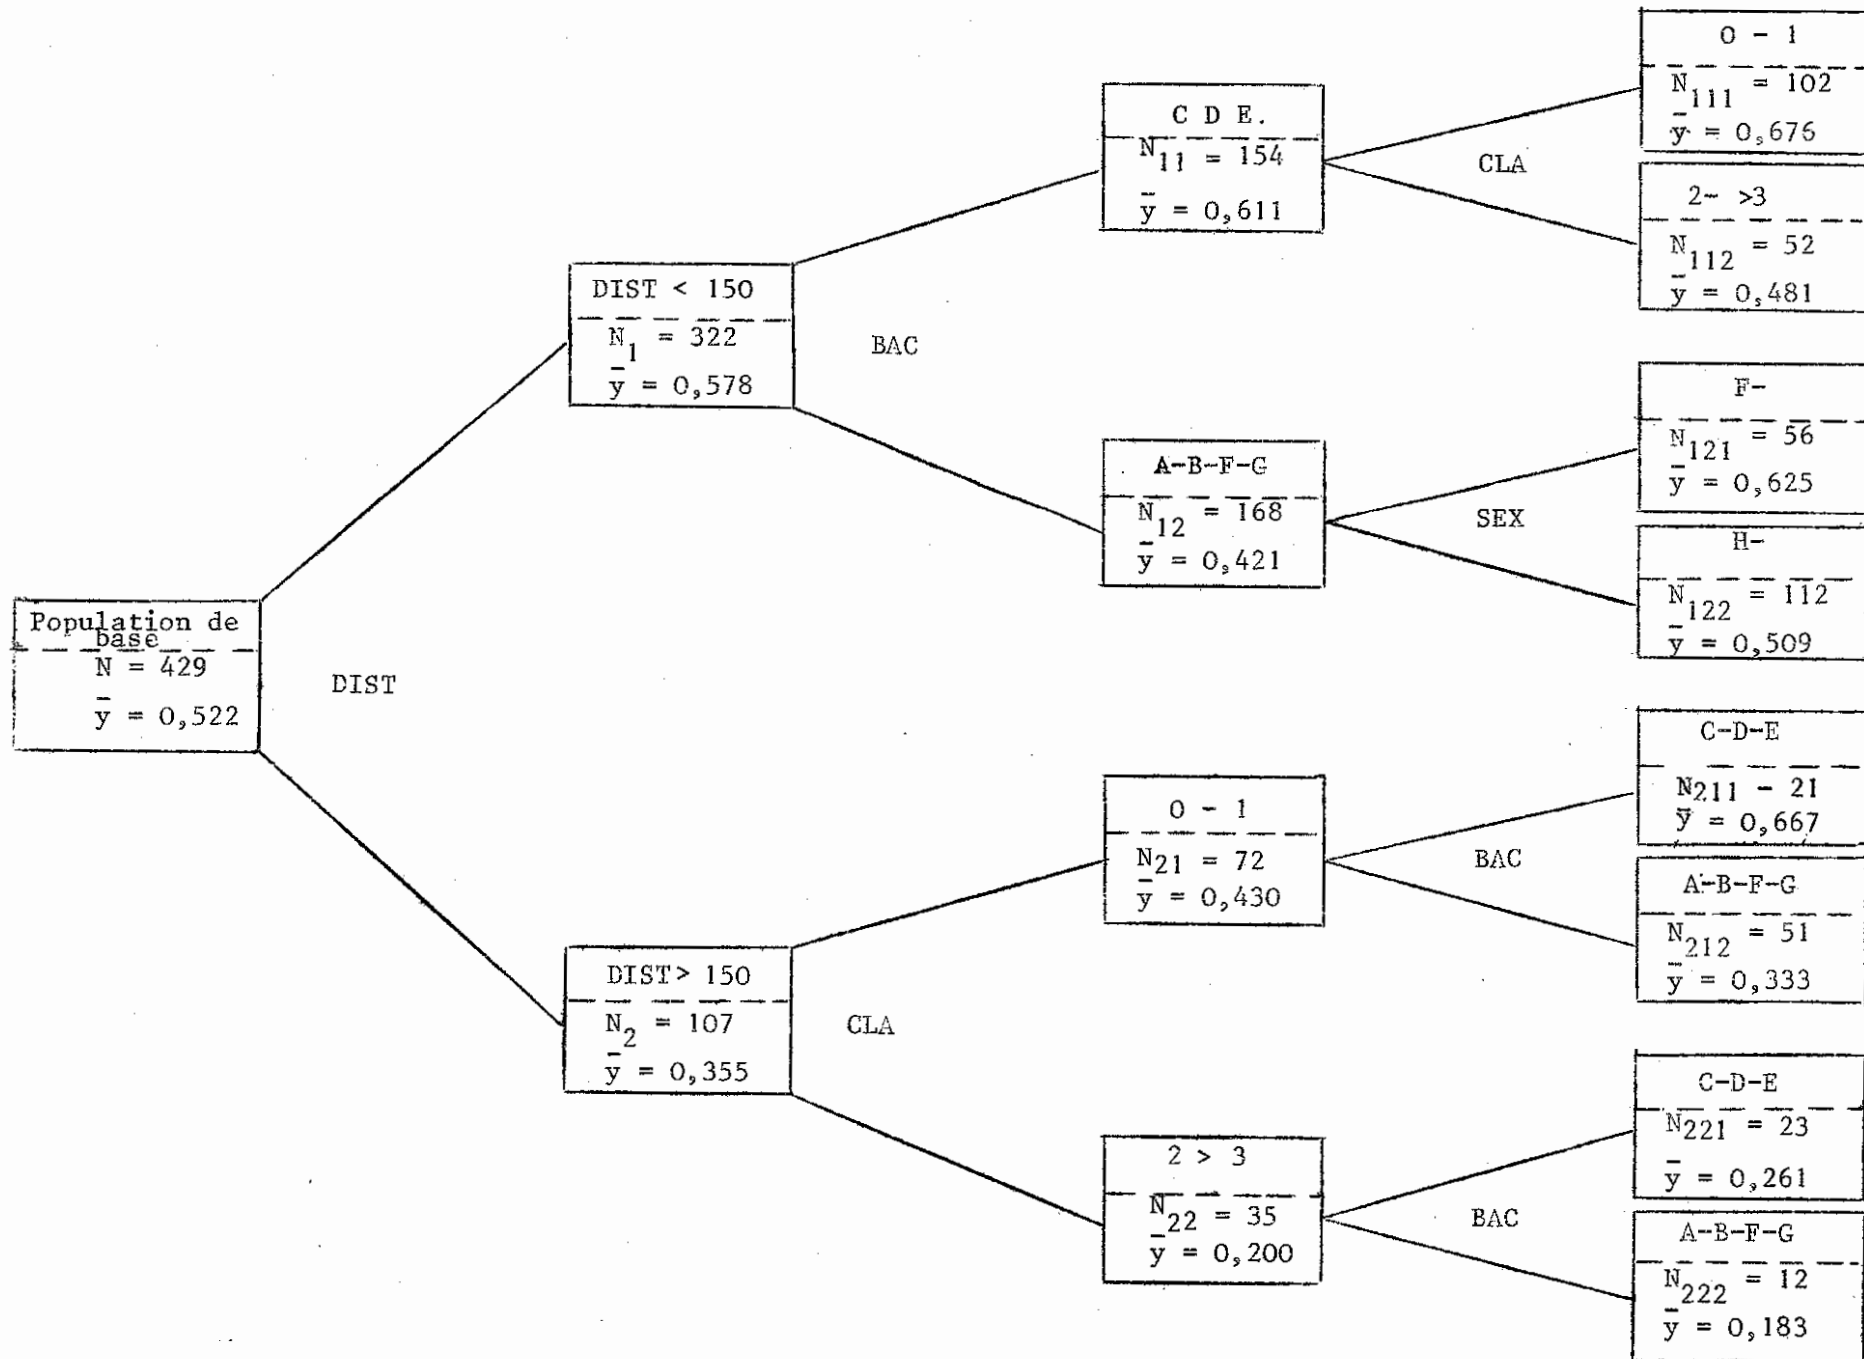 Population de
base
N = 429
ȳ = 0,522
DIST
DIST < 150
N1 = 322
ȳ = 0,578
BAC
DIST> 150
N2 = 107
ȳ = 0,355
CLA
C D E.
N11 = 154
ȳ = 0,611
CLA
A-B-F-G
N12 = 168
ȳ = 0,421
SEX
0 - 1
N21 = 72
ȳ = 0,430
BAC
2 > 3
N22 = 35
ȳ = 0,200
BAC
0 - 1
N111 = 102
ȳ = 0,676
2- >3
N112 = 52
ȳ = 0,481
F-
N121 = 56
ȳ = 0,625
H-
N122 = 112
ȳ = 0,509
C-D-E
N211 - 21
ȳ = 0,667
A-B-F-G
N212 = 51
ȳ = 0,333
C-D-E
N221 = 23
ȳ = 0,261
A-B-F-G
N222 = 12
ȳ = 0,183